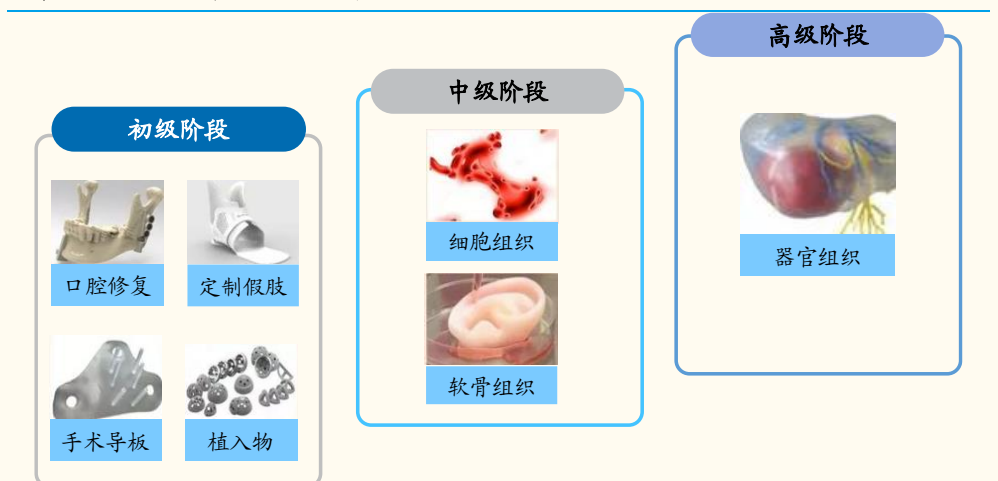 初级阶段
口腔修复
定制假肢
手术导板
植入物
中级阶段
细胞组织
软骨组织
高级阶段
器官组织